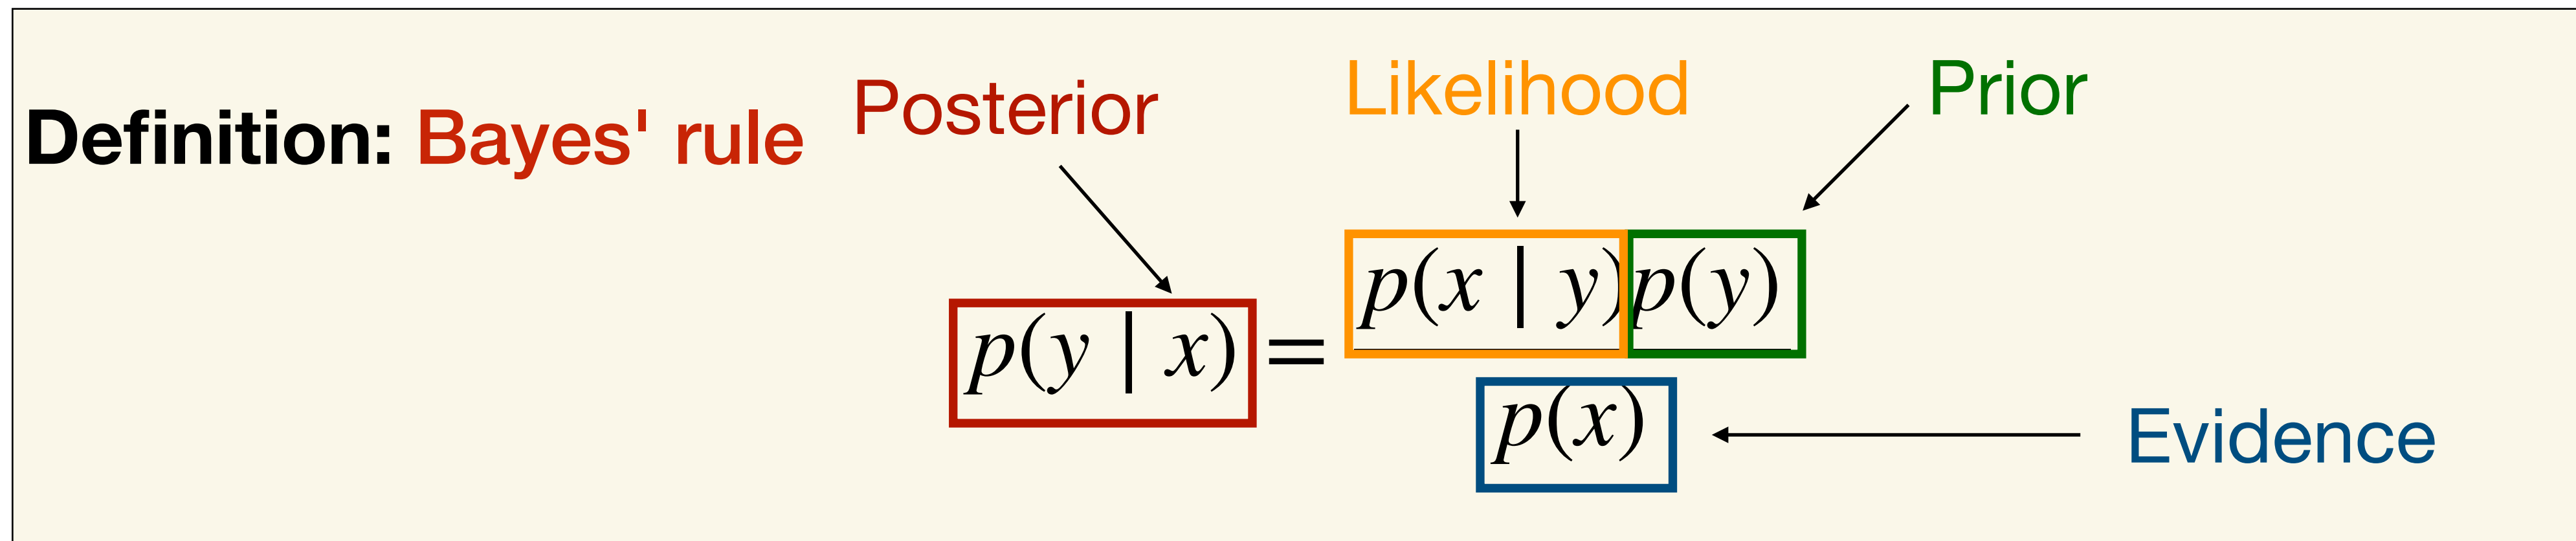 Definition: Bayes' rule
Posterior
Likelihood
Prior
p(y | x) = p(x | y)p(y)
p(x)
Evidence